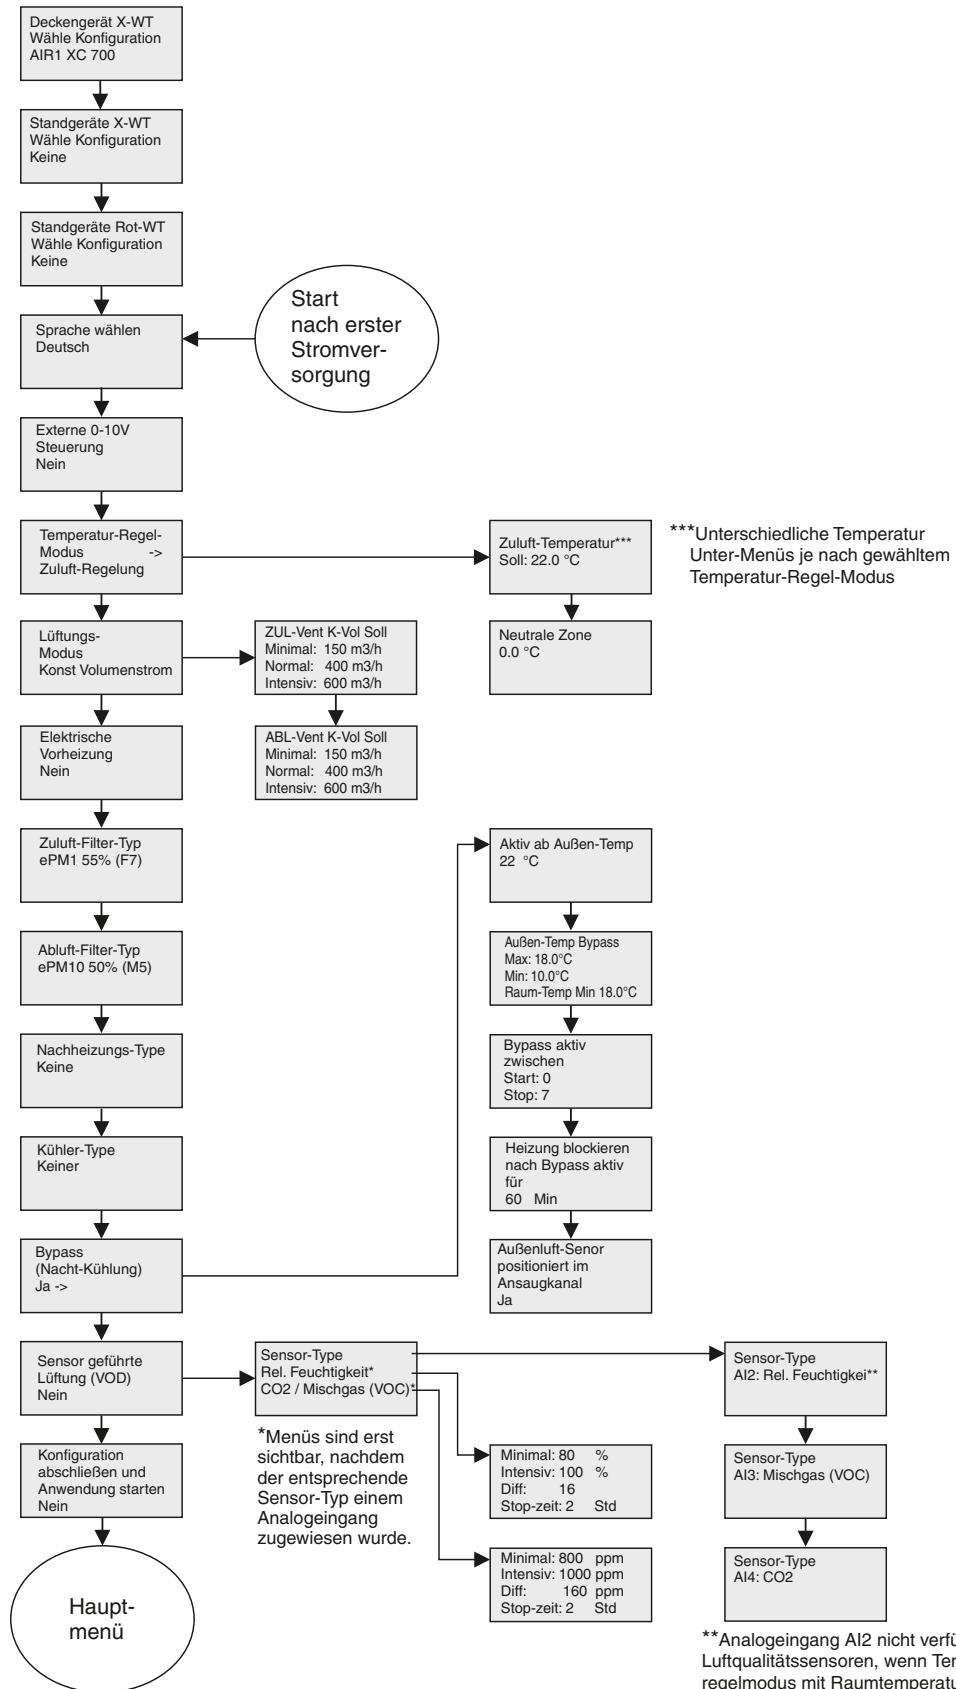 Deckengerät X-WT
Wähle Konfiguration
AIR1 XC 700
Standgeräte X-WT
Wähle Konfiguration
Keine
Standgeräte Rot-WT
Wähle Konfiguration
Keine
Start
nach erster
Stromver-
sorgung
Sprache wählen
Deutsch
Externe 0-10V
Steuerung
Nein
Temperatur-Regel-
Modus ->
Zuluft-Regelung
Zuluft-Temperatur***
Soll: 22.0 °C
***Unterschiedliche Temperatur
Unter-Menüs je nach gewähltem
Temperatur-Regel-Modus
Neutrale Zone
0.0 °C
Lüftungs-
Modus
Konst Volumenstrom
ZUL-Vent K-Vol Soll
Minimal: 150 m3/h
Normal: 400 m3/h
Intensiv: 600 m3/h
ABL-Vent K-Vol Soll
Minimal: 150 m3/h
Normal: 400 m3/h
Intensiv: 600 m3/h
Elektrische
Vorheizung
Nein
Zuluft-Filter-Typ
ePM1 55% (F7)
Abluft-Filter-Typ
ePM10 50% (M5)
Nachheizungs-Type
Keine
Kühler-Type
Keiner
Bypass
(Nacht-Kühlung)
Ja ->
Aktiv ab Außen-Temp
22 °C
Außen-Temp Bypass
Max: 18.0°C
Min: 10.0°C
Raum-Temp Min 18.0°C
Bypass aktiv
zwischen
Start: 0
Stop: 7
Heizung blockieren
nach Bypass aktiv
für
60 Min
Außenluft-Senor
positioniert im
Ansaugkanal
Ja
Sensor geführte
Lüftung (VOD)
Nein
Sensor-Type
Rel. Feuchtigkeit*
CO2 / Mischgas (VOC)*
*Menüs sind erst
sichtbar, nachdem
der entsprechende
Sensor-Typ einem
Analogeingang
zugewiesen wurde.
Minimal: 80 %
Intensiv: 100 %
Diff: 16
Stop-zeit: 2 Std
Minimal: 800 ppm
Intensiv: 1000 ppm
Diff: 160 ppm
Stop-zeit: 2 Std
Sensor-Type
AI2: Rel. Feuchtigkei**
Sensor-Type
AI3: Mischgas (VOC)
Sensor-Type
AI4: CO2
Konfiguration
abschließen und
Anwendung starten
Nein
Haupt-
menü
**Analogeingang AI2 nicht verfü
Luftqualitätssensoren, wenn Ter
regelmodus mit Raumtemperatu